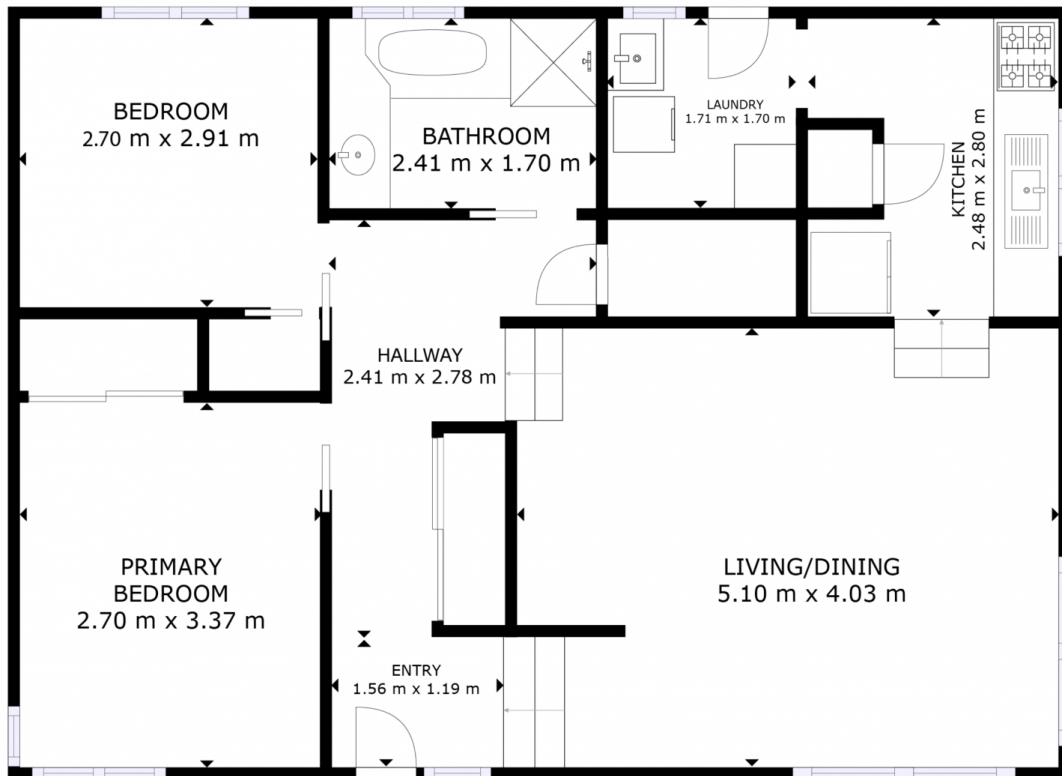 BEDROOM
2.70 m x 2.91 m
BATHROOM
2.41 m x 1.70 m
LAUNDRY
1.71 m x 1.70 m
KITCHEN
2.48 m x 2.80 m
HALLWAY
2.41 m x 2.78 m
PRIMARY
BEDROOM
2.70 m x 3.37 m
LIVING/DINING
5.10 m x 4.03 m
ENTRY
1.56 m x 1.19 m